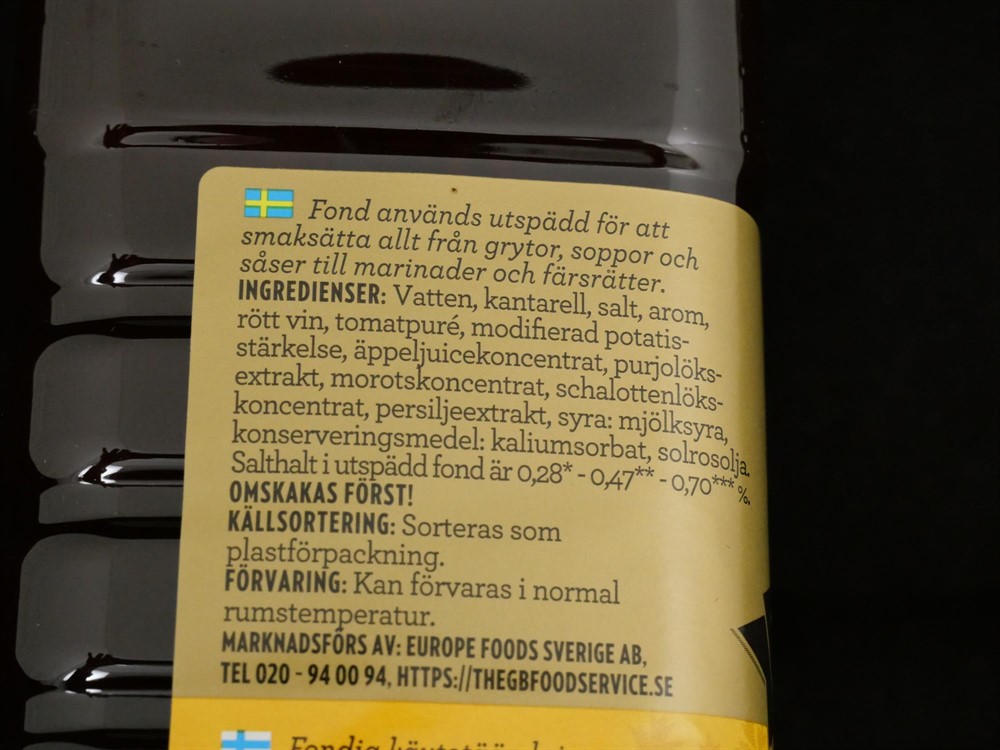 Fond används utspädd för att
smaksätta allt från grytor, soppor och
såser till marinader och färsrätter.
INGREDIENSER: Vatten, kantarell, salt, arom,
rött vin, tomatpuré, modifierad potatis-
stärkelse, äppeljuicekoncentrat, purjolöks-
extrakt, morotskoncentrat, schalottenlöks-
koncentrat, persiljeextrakt, syra: mjölksyra,
konserveringsmedel: kaliumsorbat, solrosolja.
Salthalt i utspädd fond är 0,28* - 0,47** - 0,70*** %.
OMSKAKAS FÖRST!
KÄLLSORTERING: Sorteras som
plastförpackning.
FÖRVARING: Kan förvaras i normal
rumstemperatur.
MARKNADSFÖRS AV: EUROPE FOODS SVERIGE AB,
TEL 020 - 94 00 94, HTTPS://THEGBFOODSERVICE.SE